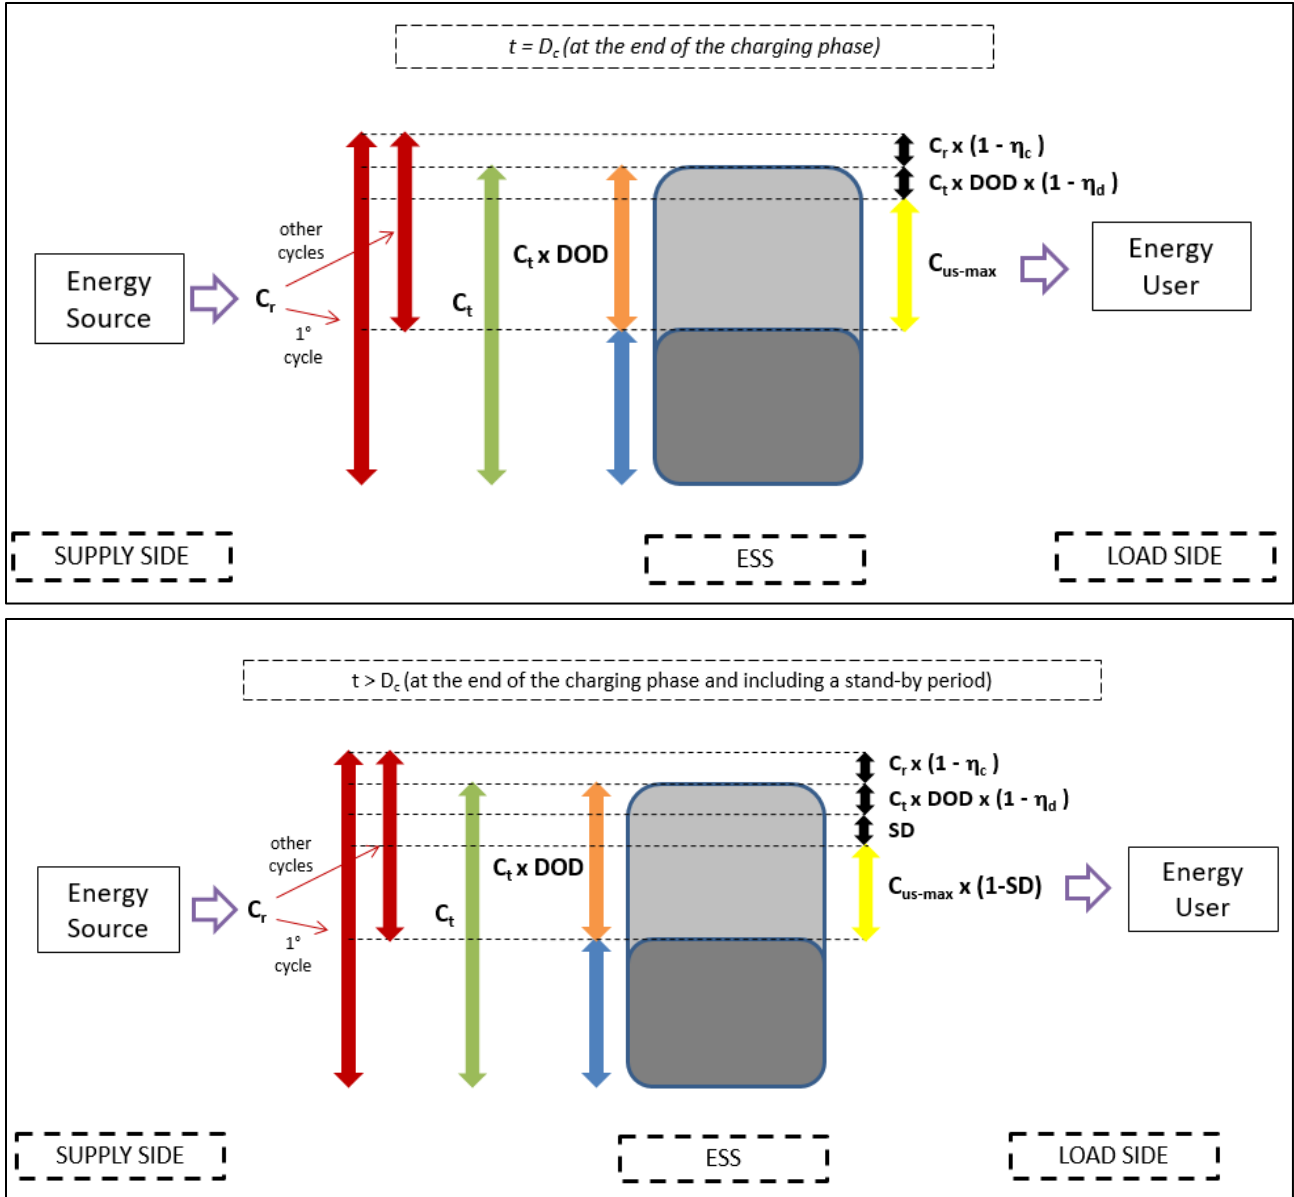 t = Dc (at the end of the charging phase)
Cr x (1 - ηc )
Ct x DOD x (1 - ηd )
other
cycles
Ct x DOD
Cus-max
Energy
Source
Cr
Ct
Energy
User
1°
cycle
SUPPLY SIDE
ESS
LOAD SIDE
t > Dc (at the end of the charging phase and including a stand-by period)
Cr x (1 - ηc )
Ct x DOD x (1 - ηd )
SD
other
cycles
Ct x DOD
Cus-max x (1-SD)
Energy
Source
Cr
Ct
Energy
User
1°
cycle
SUPPLY SIDE
ESS
LOAD SIDE